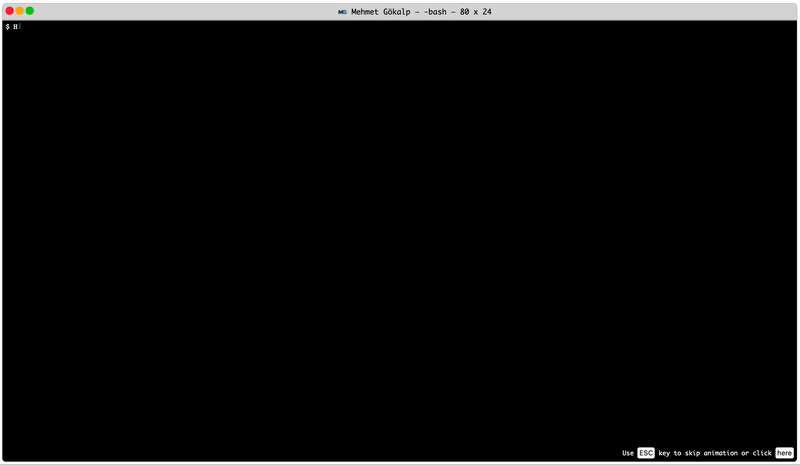 MG Mehmet Gökalp — -bash — 80 x 24
$ H
Use ESC key to skip animation or click here